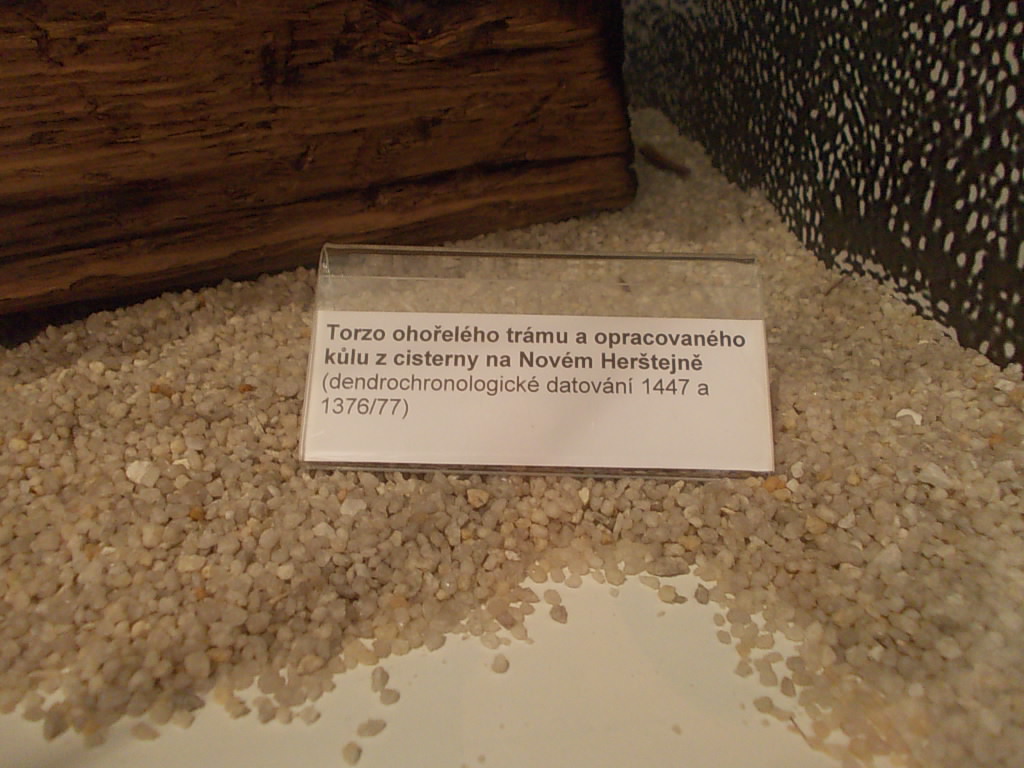 Torzo ohořelého trámu a opracovaného
kůlu z cisterny na Novém Herštejně
(dendrochronologické datování 1447 a
1376/77)